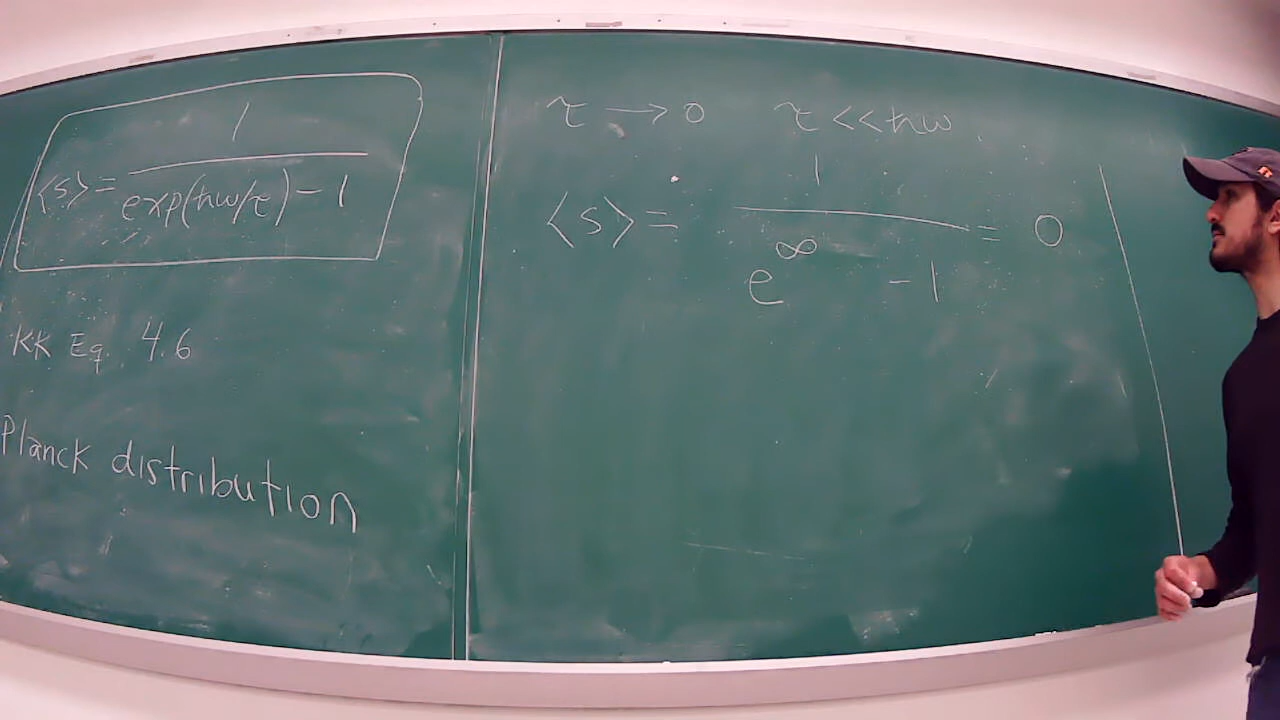 ⟨s⟩ = 1 / (exp(ħω/τ) - 1)
KK Eq. 4.6
Planck distribution
τ → 0 τ << ħω
⟨s⟩ = 1 / (e^∞ - 1) = 0